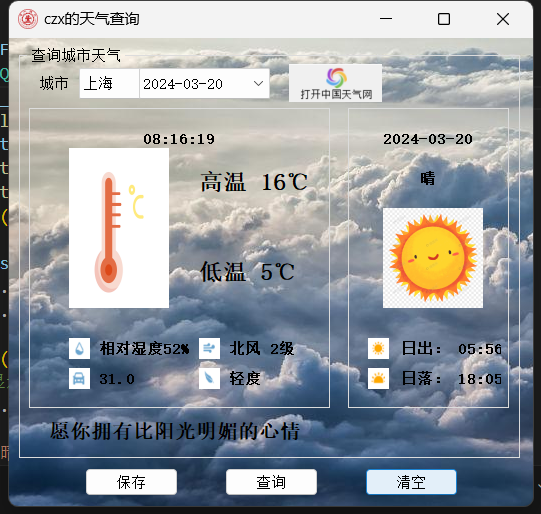 czx的天气查询
查询城市天气
城市 上海 2024-03-20
打开中国天气网
08:16:19
高温 16℃
低温 5℃
相对湿度52% 北风 2级
31.0 轻度
2024-03-20
晴
日出: 05:56
日落: 18:05
愿你拥有比阳光明媚的心情
保存 查询 清空